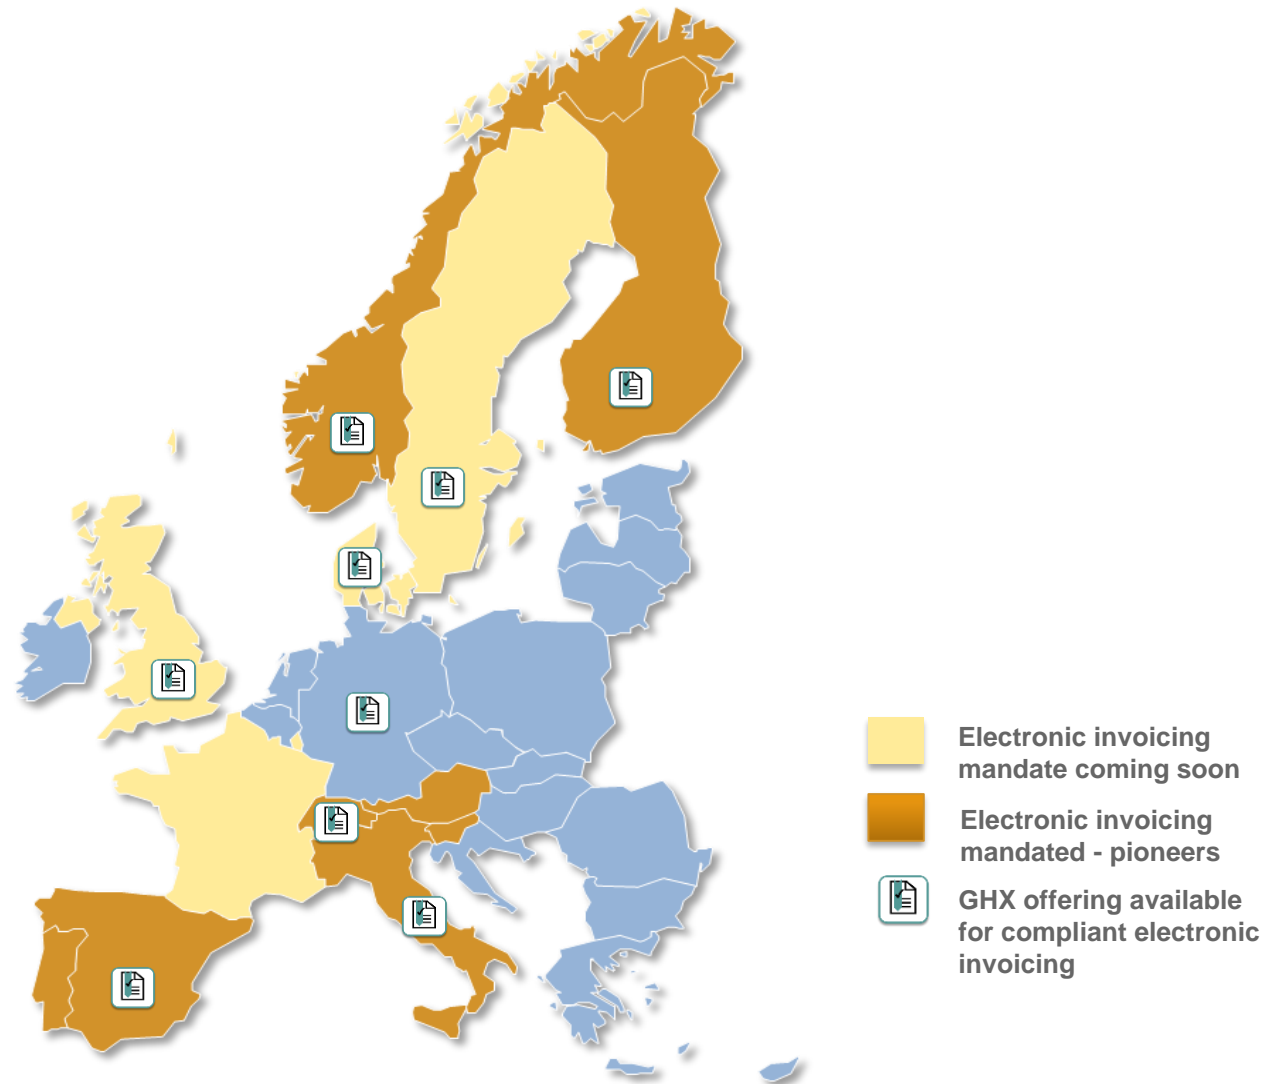 Electronic invoicing
mandate coming soon
Electronic invoicing
mandated - pioneers
GHX offering available
for compliant electronic
invoicing